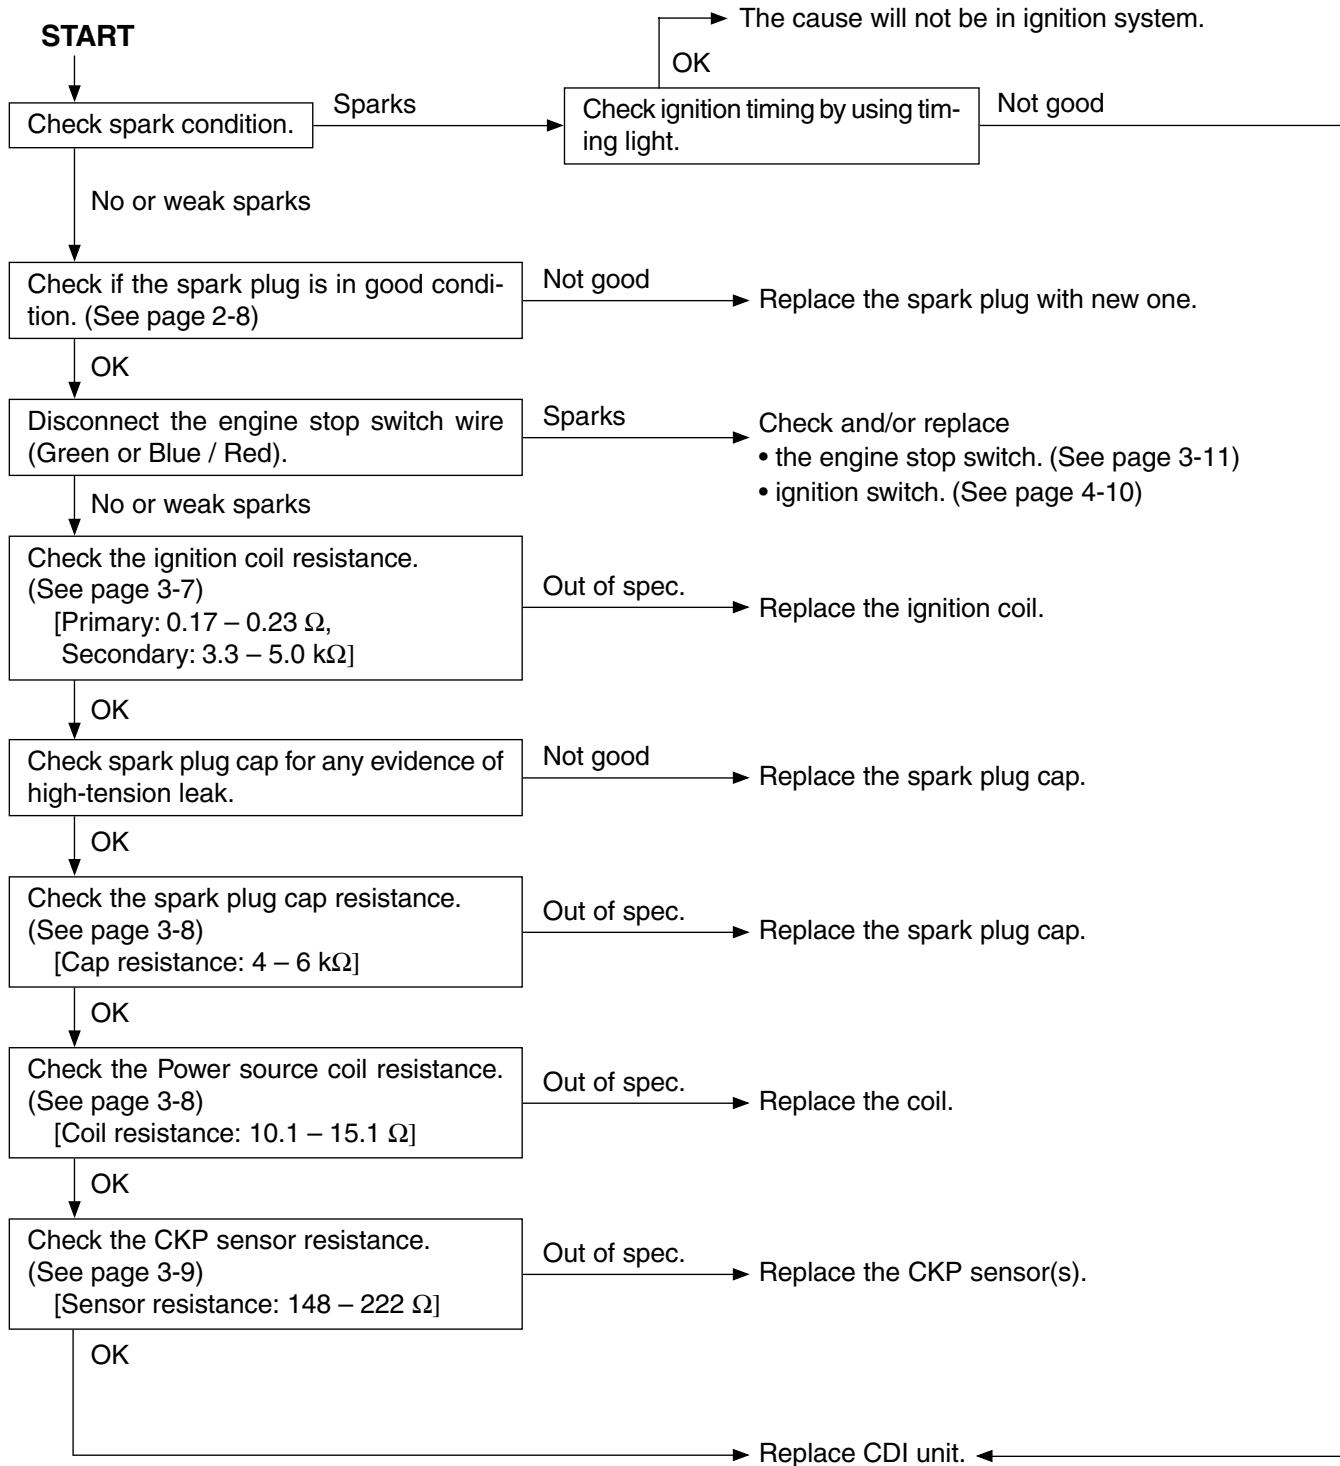 The cause will not be in ignition system.
START
OK
Check spark condition.
Sparks
Check ignition timing by using tim-
ing light.
Not good
No or weak sparks
Check if the spark plug is in good condi-
tion. (See page 2-8)
Not good
Replace the spark plug with new one.
OK
Disconnect the engine stop switch wire
(Green or Blue / Red).
Sparks
Check and/or replace
• the engine stop switch. (See page 3-11)
• ignition switch. (See page 4-10)
No or weak sparks
Check the ignition coil resistance.
(See page 3-7)
[Primary: 0.17 – 0.23 Ω,
Secondary: 3.3 – 5.0 kΩ]
Out of spec.
Replace the ignition coil.
OK
Check spark plug cap for any evidence of
high-tension leak.
Not good
Replace the spark plug cap.
OK
Check the spark plug cap resistance.
(See page 3-8)
[Cap resistance: 4 – 6 kΩ]
Out of spec.
Replace the spark plug cap.
OK
Check the Power source coil resistance.
(See page 3-8)
[Coil resistance: 10.1 – 15.1 Ω]
Out of spec.
Replace the coil.
OK
Check the CKP sensor resistance.
(See page 3-9)
[Sensor resistance: 148 – 222 Ω]
Out of spec.
Replace the CKP sensor(s).
OK
Replace CDI unit.